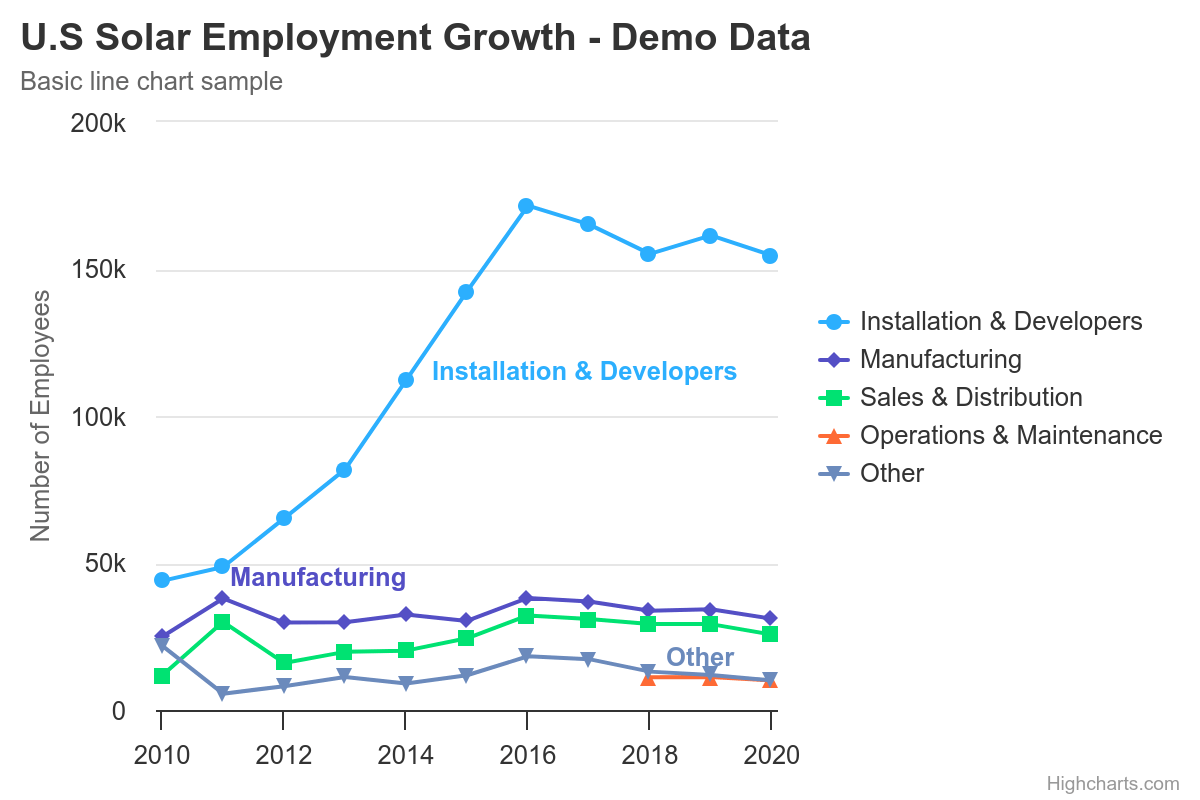 U.S Solar Employment Growth - Demo Data
Basic line chart sample
Number of Employees
200k
150k
100k
50k
0
Installation & Developers
Manufacturing
Other
2010 2012 2014 2016 2018 2020
Installation & Developers
Manufacturing
Sales & Distribution
Operations & Maintenance
Other
Highcharts.com